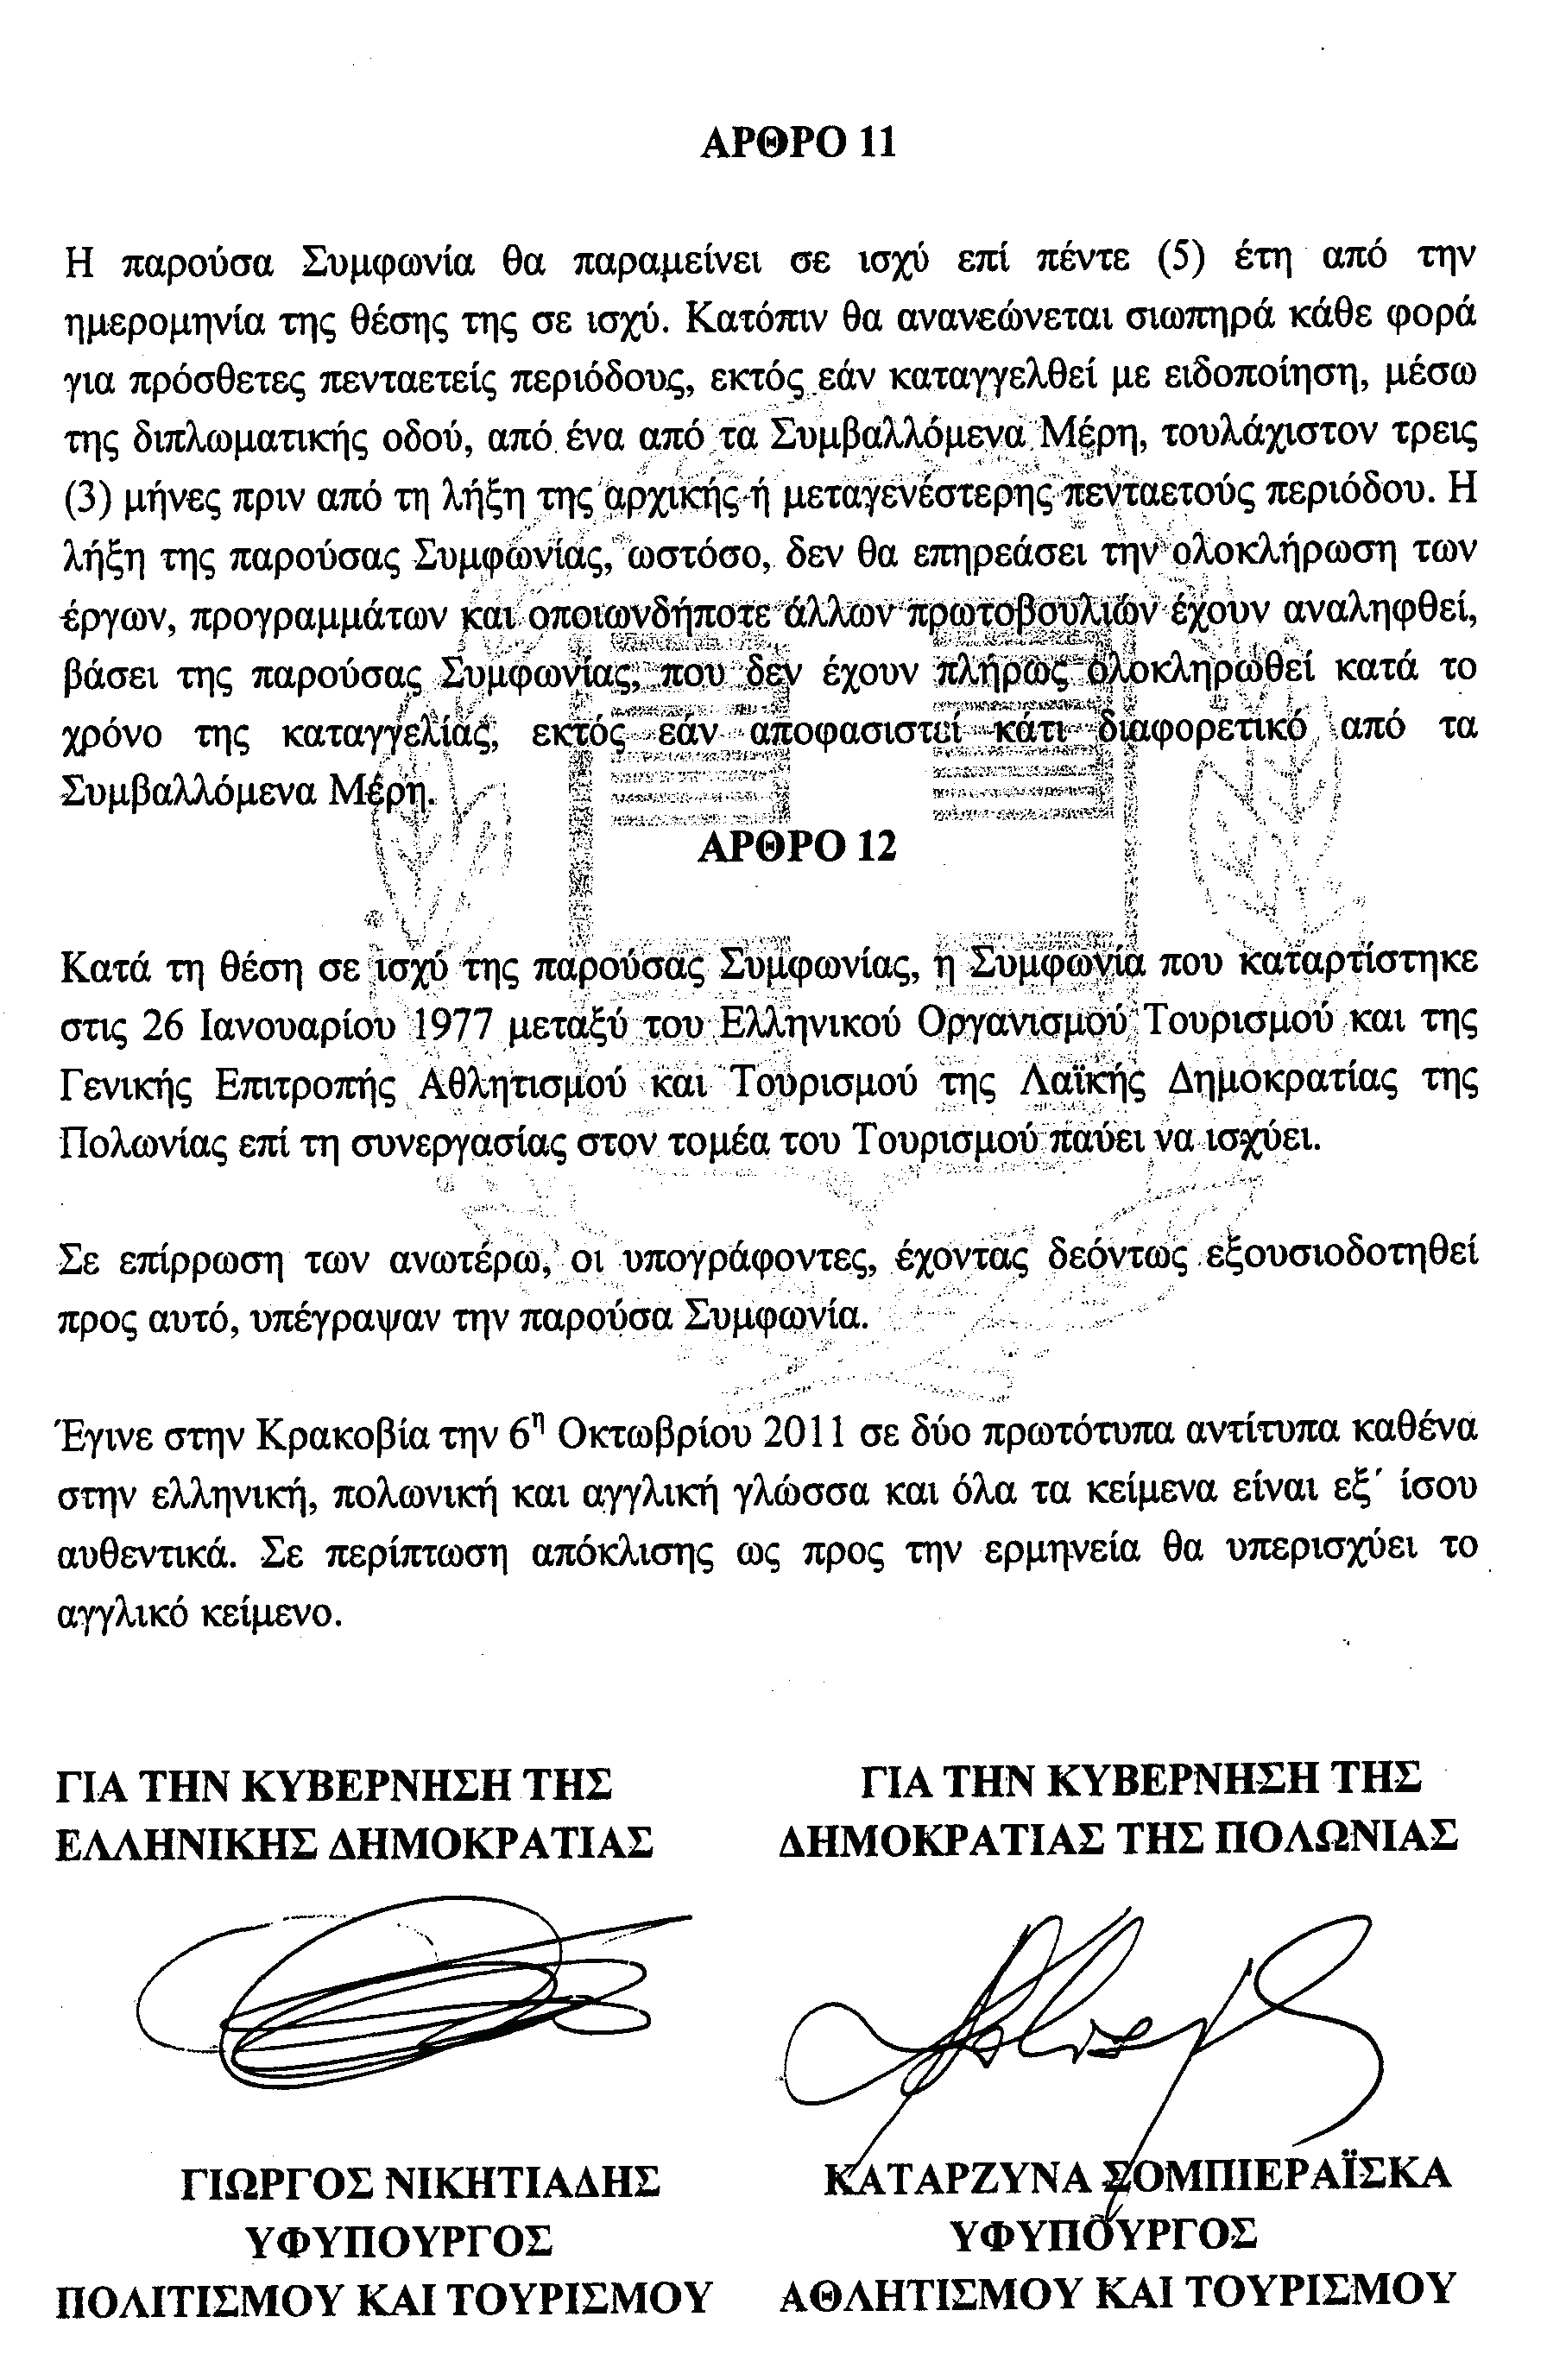 ΑΡΘΡΟ 11
Η παρούσα Συμφωνία θα παραμείνει σε ισχύ επί πέντε (5) έτη από την
ημερομηνία της θέσης της σε ισχύ. Κατόπιν θα ανανεώνεται σιωπηρά κάθε φορά
για πρόσθετες πενταετείς περιόδους, εκτός εάν καταγγελθεί με ειδοποίηση, μέσω
της διπλωματικής οδού, από ένα από τα Συμβαλλόμενα Μέρη, τουλάχιστον τρεις
(3) μήνες πριν από τη λήξη της αρχικής ή μεταγενέστερης πενταετούς περιόδου. Η
λήξη της παρούσας Συμφωνίας, ωστόσο, δεν θα επηρεάσει την ολοκλήρωση των
έργων, προγραμμάτων και οποιωνδήποτε άλλων πρωτοβουλιών έχουν αναληφθεί,
βάσει της παρούσας Συμφωνίας, που δεν έχουν πλήρως ολοκληρωθεί κατά το
χρόνο της καταγγελίας, εκτός εάν αποφασιστεί κάτι διαφορετικό από τα
Συμβαλλόμενα Μέρη.
ΑΡΘΡΟ 12
Κατά τη θέση σε ισχύ της παρούσας Συμφωνίας, η Συμφωνία που καταρτίστηκε
στις 26 Ιανουαρίου 1977 μεταξύ του Ελληνικού Οργανισμού Τουρισμού και της
Γενικής Επιτροπής Αθλητισμού και Τουρισμού της Λαϊκής Δημοκρατίας της
Πολωνίας επί τη συνεργασίας στον τομέα του Τουρισμού παύει να ισχύει.
Σε επίρρωση των ανωτέρω, οι υπογράφοντες, έχοντας δεόντως εξουσιοδοτηθεί
προς αυτό, υπέγραψαν την παρούσα Συμφωνία.
Έγινε στην Κρακοβία την 6η Οκτωβρίου 2011 σε δύο πρωτότυπα αντίτυπα καθένα
στην ελληνική, πολωνική και αγγλική γλώσσα και όλα τα κείμενα είναι εξ΄ ίσου
αυθεντικά. Σε περίπτωση απόκλισης ως προς την ερμηνεία θα υπερισχύει το
αγγλικό κείμενο.
ΓΙΑ ΤΗΝ ΚΥΒΕΡΝΗΣΗ ΤΗΣ
ΕΛΛΗΝΙΚΗΣ ΔΗΜΟΚΡΑΤΙΑΣ
ΓΙΩΡΓΟΣ ΝΙΚΗΤΙΑΔΗΣ
ΥΦΥΠΟΥΡΓΟΣ
ΠΟΛΙΤΙΣΜΟΥ ΚΑΙ ΤΟΥΡΙΣΜΟΥ
ΓΙΑ ΤΗΝ ΚΥΒΕΡΝΗΣΗ ΤΗΣ
ΔΗΜΟΚΡΑΤΙΑΣ ΤΗΣ ΠΟΛΩΝΙΑΣ
ΚΑΤΑΡΖΥΝΑ ΣΟΜΠΙΕΡΑΪΣΚΑ
ΥΦΥΠΟΥΡΓΟΣ
ΑΘΛΗΤΙΣΜΟΥ ΚΑΙ ΤΟΥΡΙΣΜΟΥ